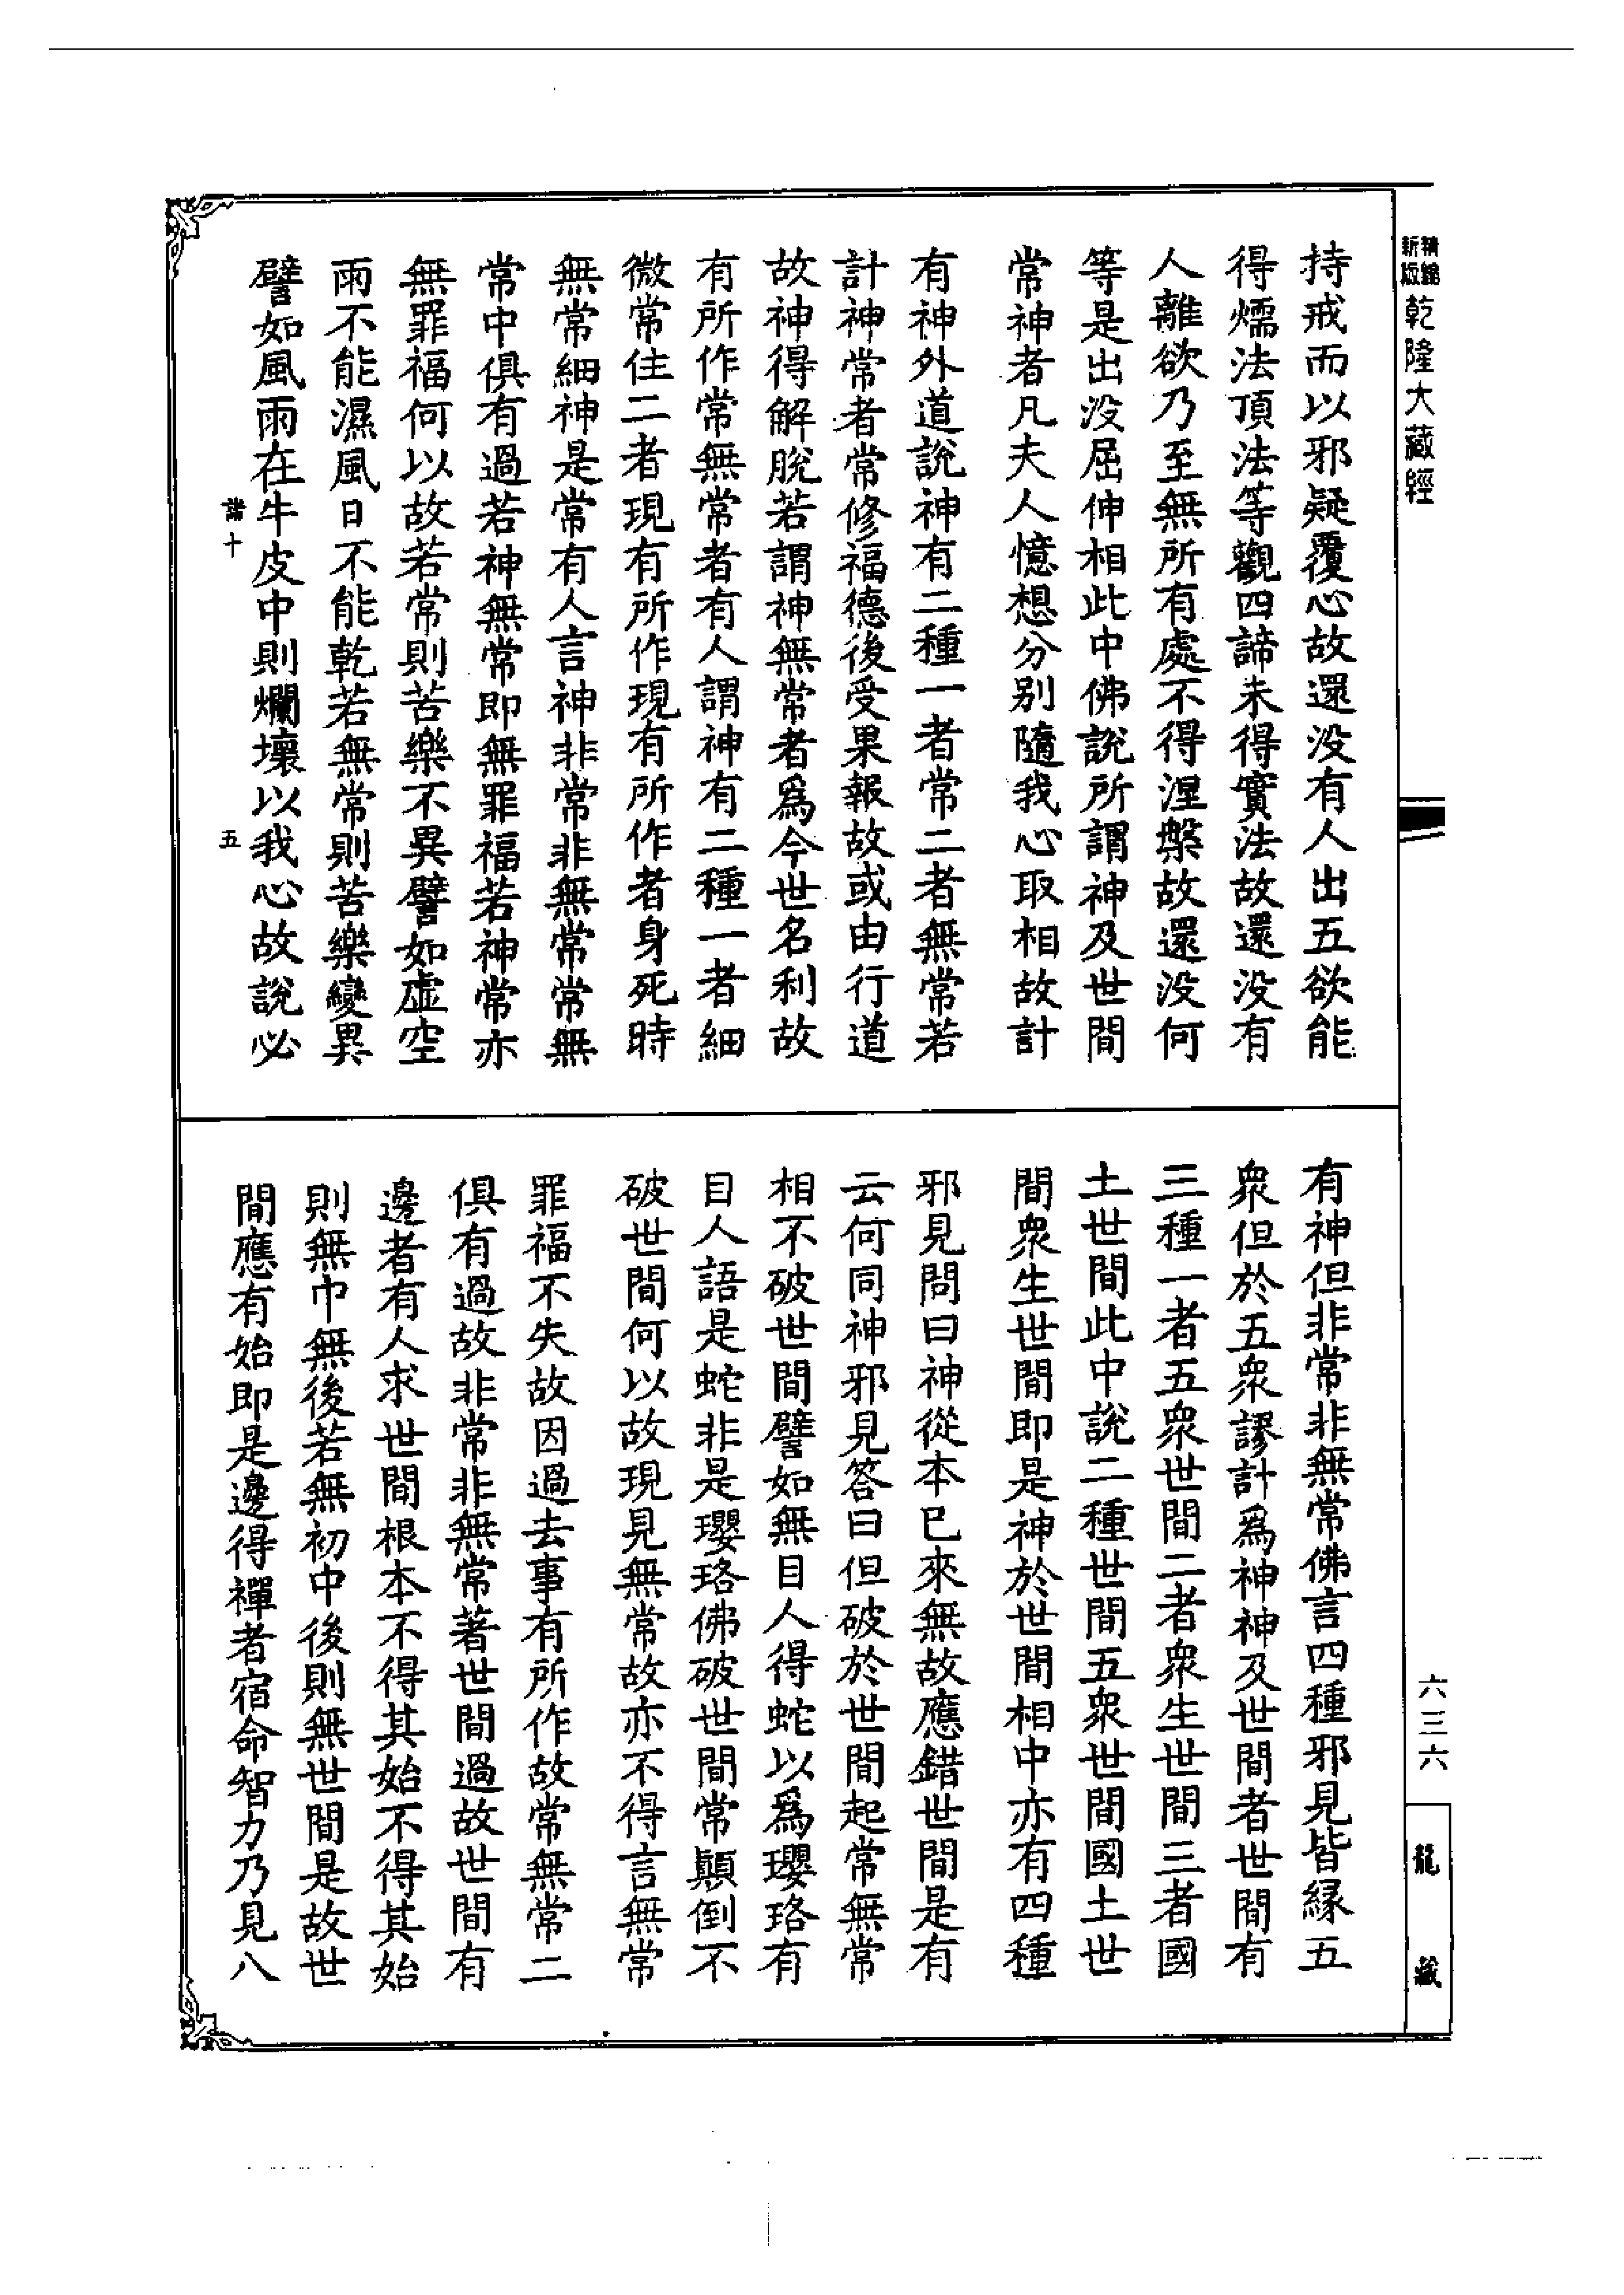 精編
新版
乾隆大藏經
持戒而以邪疑覆心故還没有人出五欲能
得燸法頂法等觀四諦未得實法故還没有
人離欲乃至無所有處不得涅槃故還没何
等是出没屈伸相此中佛說所謂神及世間
常神者凡夫人憶想分别隨我心取相故計
有神外道說神有二種一者常二者無常若
計神常者常修福德後受果報故或由行道
故神得解脫若謂神無常者爲今世名利故
有所作常無常者有人謂神有二種一者細
微常住二者現有所作現有所作者身死時
無常細神是常有人言神非常非無常常無
常中俱有過若神無常即無罪福若神常亦
無罪福何以故若常則苦樂不異譬如虛空
雨不能濕風日不能乾若無常則苦樂變異
譬如風雨在牛皮中則爛壞以我心故說必
諸十
五
有神但非常非無常佛言四種邪見皆緣五
衆但於五衆謬計爲神神及世間者世間有
三種一者五衆世間二者衆生世間三者國
土世間此中說二種世間五衆世間國土世
間衆生世間即是神於世間相中亦有四種
邪見問曰神從本已來無故應錯世間是有
云何同神邪見答曰但破於世間起常無常
相不破世間譬如無目人得蛇以爲瓔珞有
目人語是蛇非是瓔珞佛破世間常顛倒不
破世間何以故現見無常故亦不得言無常
罪福不失故因過去事有所作故常無常二
俱有過故非常非無常著世間過故世間有
邊者有人求世間根本不得其始不得其始
則無中無後若無初中後則無世間是故世
間應有始即是邊得禪者宿命智力乃見八
六三六
龍藏